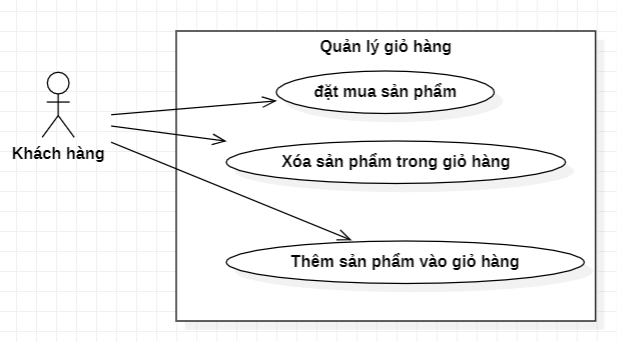 Quản lý giỏ hàng
đặt mua sản phẩm
Khách hàng
Xóa sản phẩm trong giỏ hàng
Thêm sản phẩm vào giỏ hàng